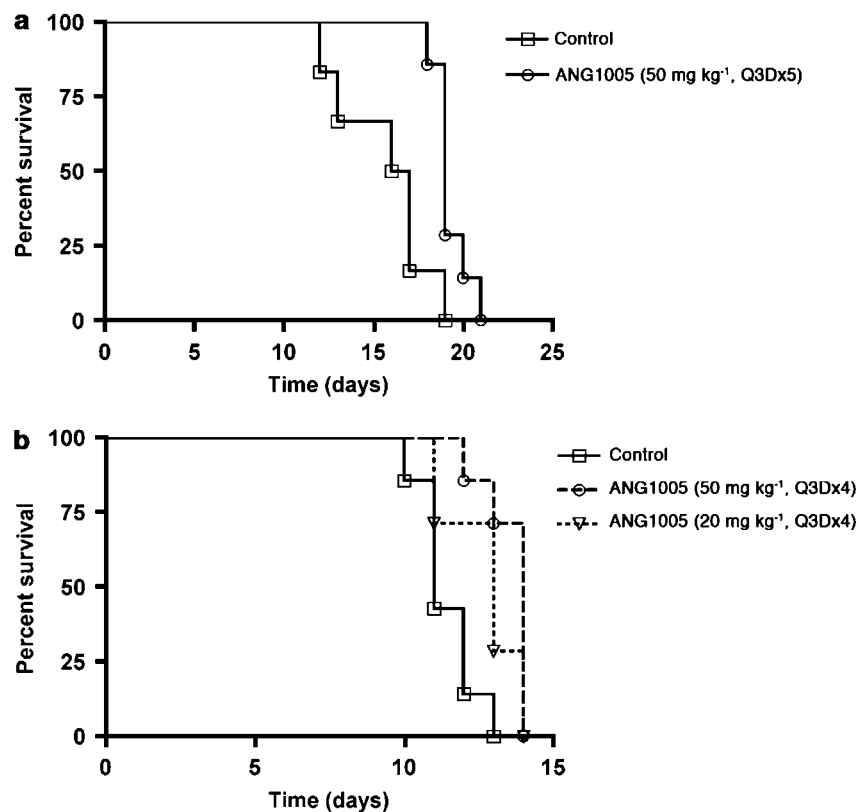 a
100
75
50
25
0
Percent survival
0 5 10 15 20 25
Time (days)
Control
ANG1005 (50 mg kg⁻¹, Q3Dx5)
b
100
75
50
25
0
Percent survival
0 5 10 15
Time (days)
Control
ANG1005 (50 mg kg⁻¹, Q3Dx4)
ANG1005 (20 mg kg⁻¹, Q3Dx4)